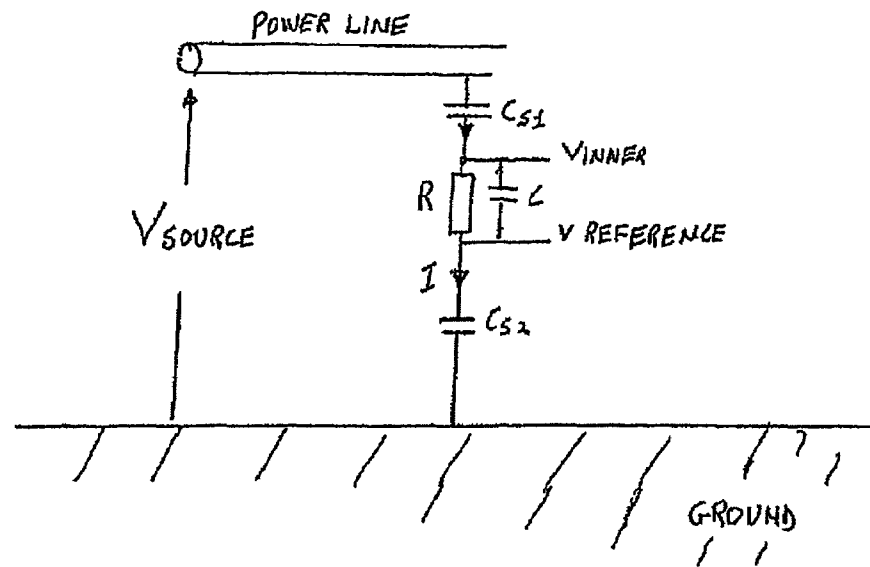 POWER LINE
CS1
VINNER
R
C
V REFERENCE
VSOURCE
I
CS2
GROUND